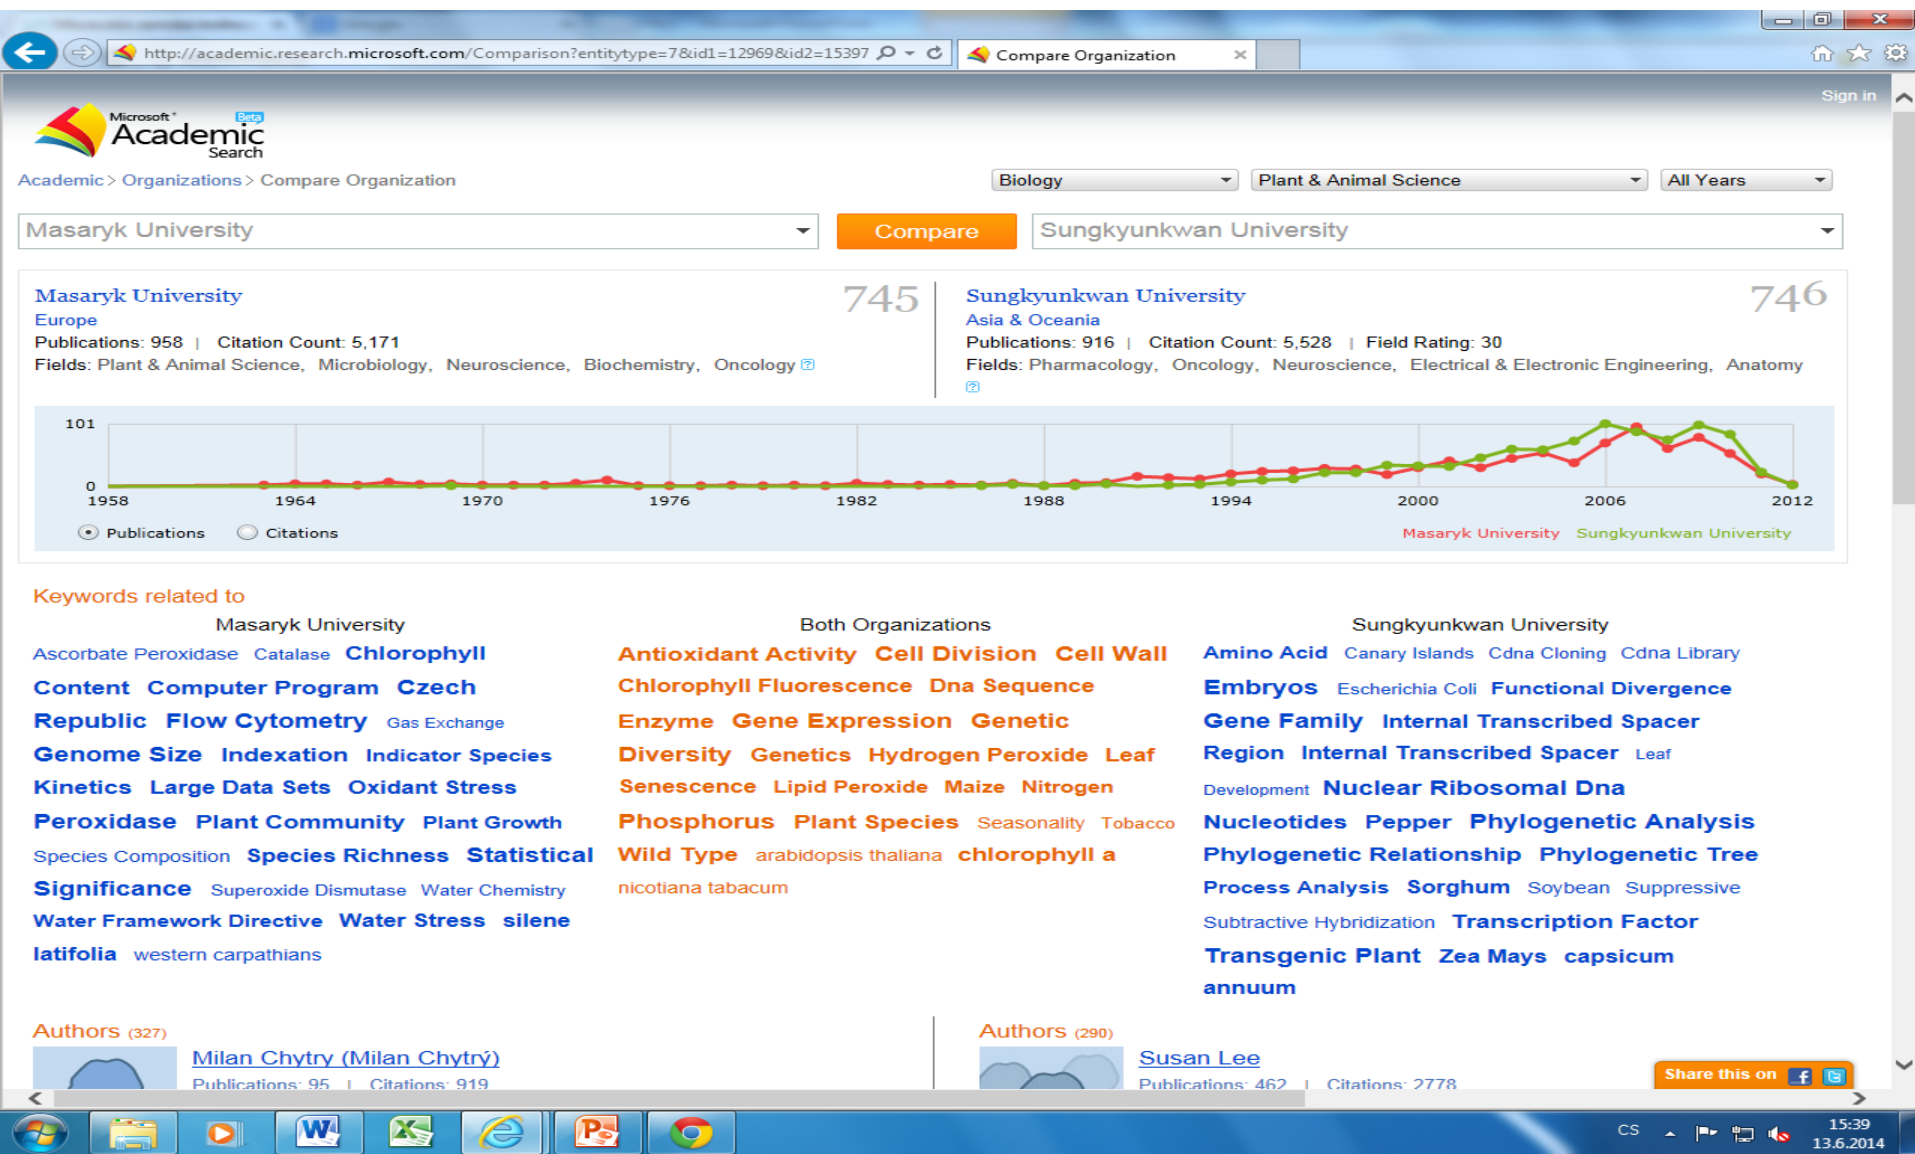 http://academic.research.microsoft.com/Comparison?entitytype=7&id1=12969&id2=15397
Compare Organization
Sign in
Microsoft Beta
Academic
Search
Academic > Organizations > Compare Organization
Biology Plant & Animal Science All Years
Masaryk University Compare Sungkyunkwan University
Masaryk University 745
Europe
Publications: 958 | Citation Count: 5,171
Fields: Plant & Animal Science, Microbiology, Neuroscience, Biochemistry, Oncology ?
Sungkyunkwan University 746
Asia & Oceania
Publications: 916 | Citation Count: 5,528 | Field Rating: 30
Fields: Pharmacology, Oncology, Neuroscience, Electrical & Electronic Engineering, Anatomy
?
101
0
1958 1964 1970 1976 1982 1988 1994 2000 2006 2012
Publications Citations
Masaryk University Sungkyunkwan University
Keywords related to
Masaryk University
Ascorbate Peroxidase Catalase Chlorophyll
Content Computer Program Czech
Republic Flow Cytometry Gas Exchange
Genome Size Indexation Indicator Species
Kinetics Large Data Sets Oxidant Stress
Peroxidase Plant Community Plant Growth
Species Composition Species Richness Statistical
Significance Superoxide Dismutase Water Chemistry
Water Framework Directive Water Stress silene
latifolia western carpathians
Both Organizations
Antioxidant Activity Cell Division Cell Wall
Chlorophyll Fluorescence Dna Sequence
Enzyme Gene Expression Genetic
Diversity Genetics Hydrogen Peroxide Leaf
Senescence Lipid Peroxide Maize Nitrogen
Phosphorus Plant Species Seasonality Tobacco
Wild Type arabidopsis thaliana chlorophyll a
nicotiana tabacum
Sungkyunkwan University
Amino Acid Canary Islands Cdna Cloning Cdna Library
Embryos Escherichia Coli Functional Divergence
Gene Family Internal Transcribed Spacer
Region Internal Transcribed Spacer Leaf
Development Nuclear Ribosomal Dna
Nucleotides Pepper Phylogenetic Analysis
Phylogenetic Relationship Phylogenetic Tree
Process Analysis Sorghum Soybean Suppressive
Subtractive Hybridization Transcription Factor
Transgenic Plant Zea Mays capsicum
annuum
Authors (327)
Milan Chytry (Milan Chytrý)
Publications: 95 | Citations: 919
Authors (290)
Susan Lee
Publications: 462 | Citations: 2778
Share this on
CS
15:39
13.6.2014